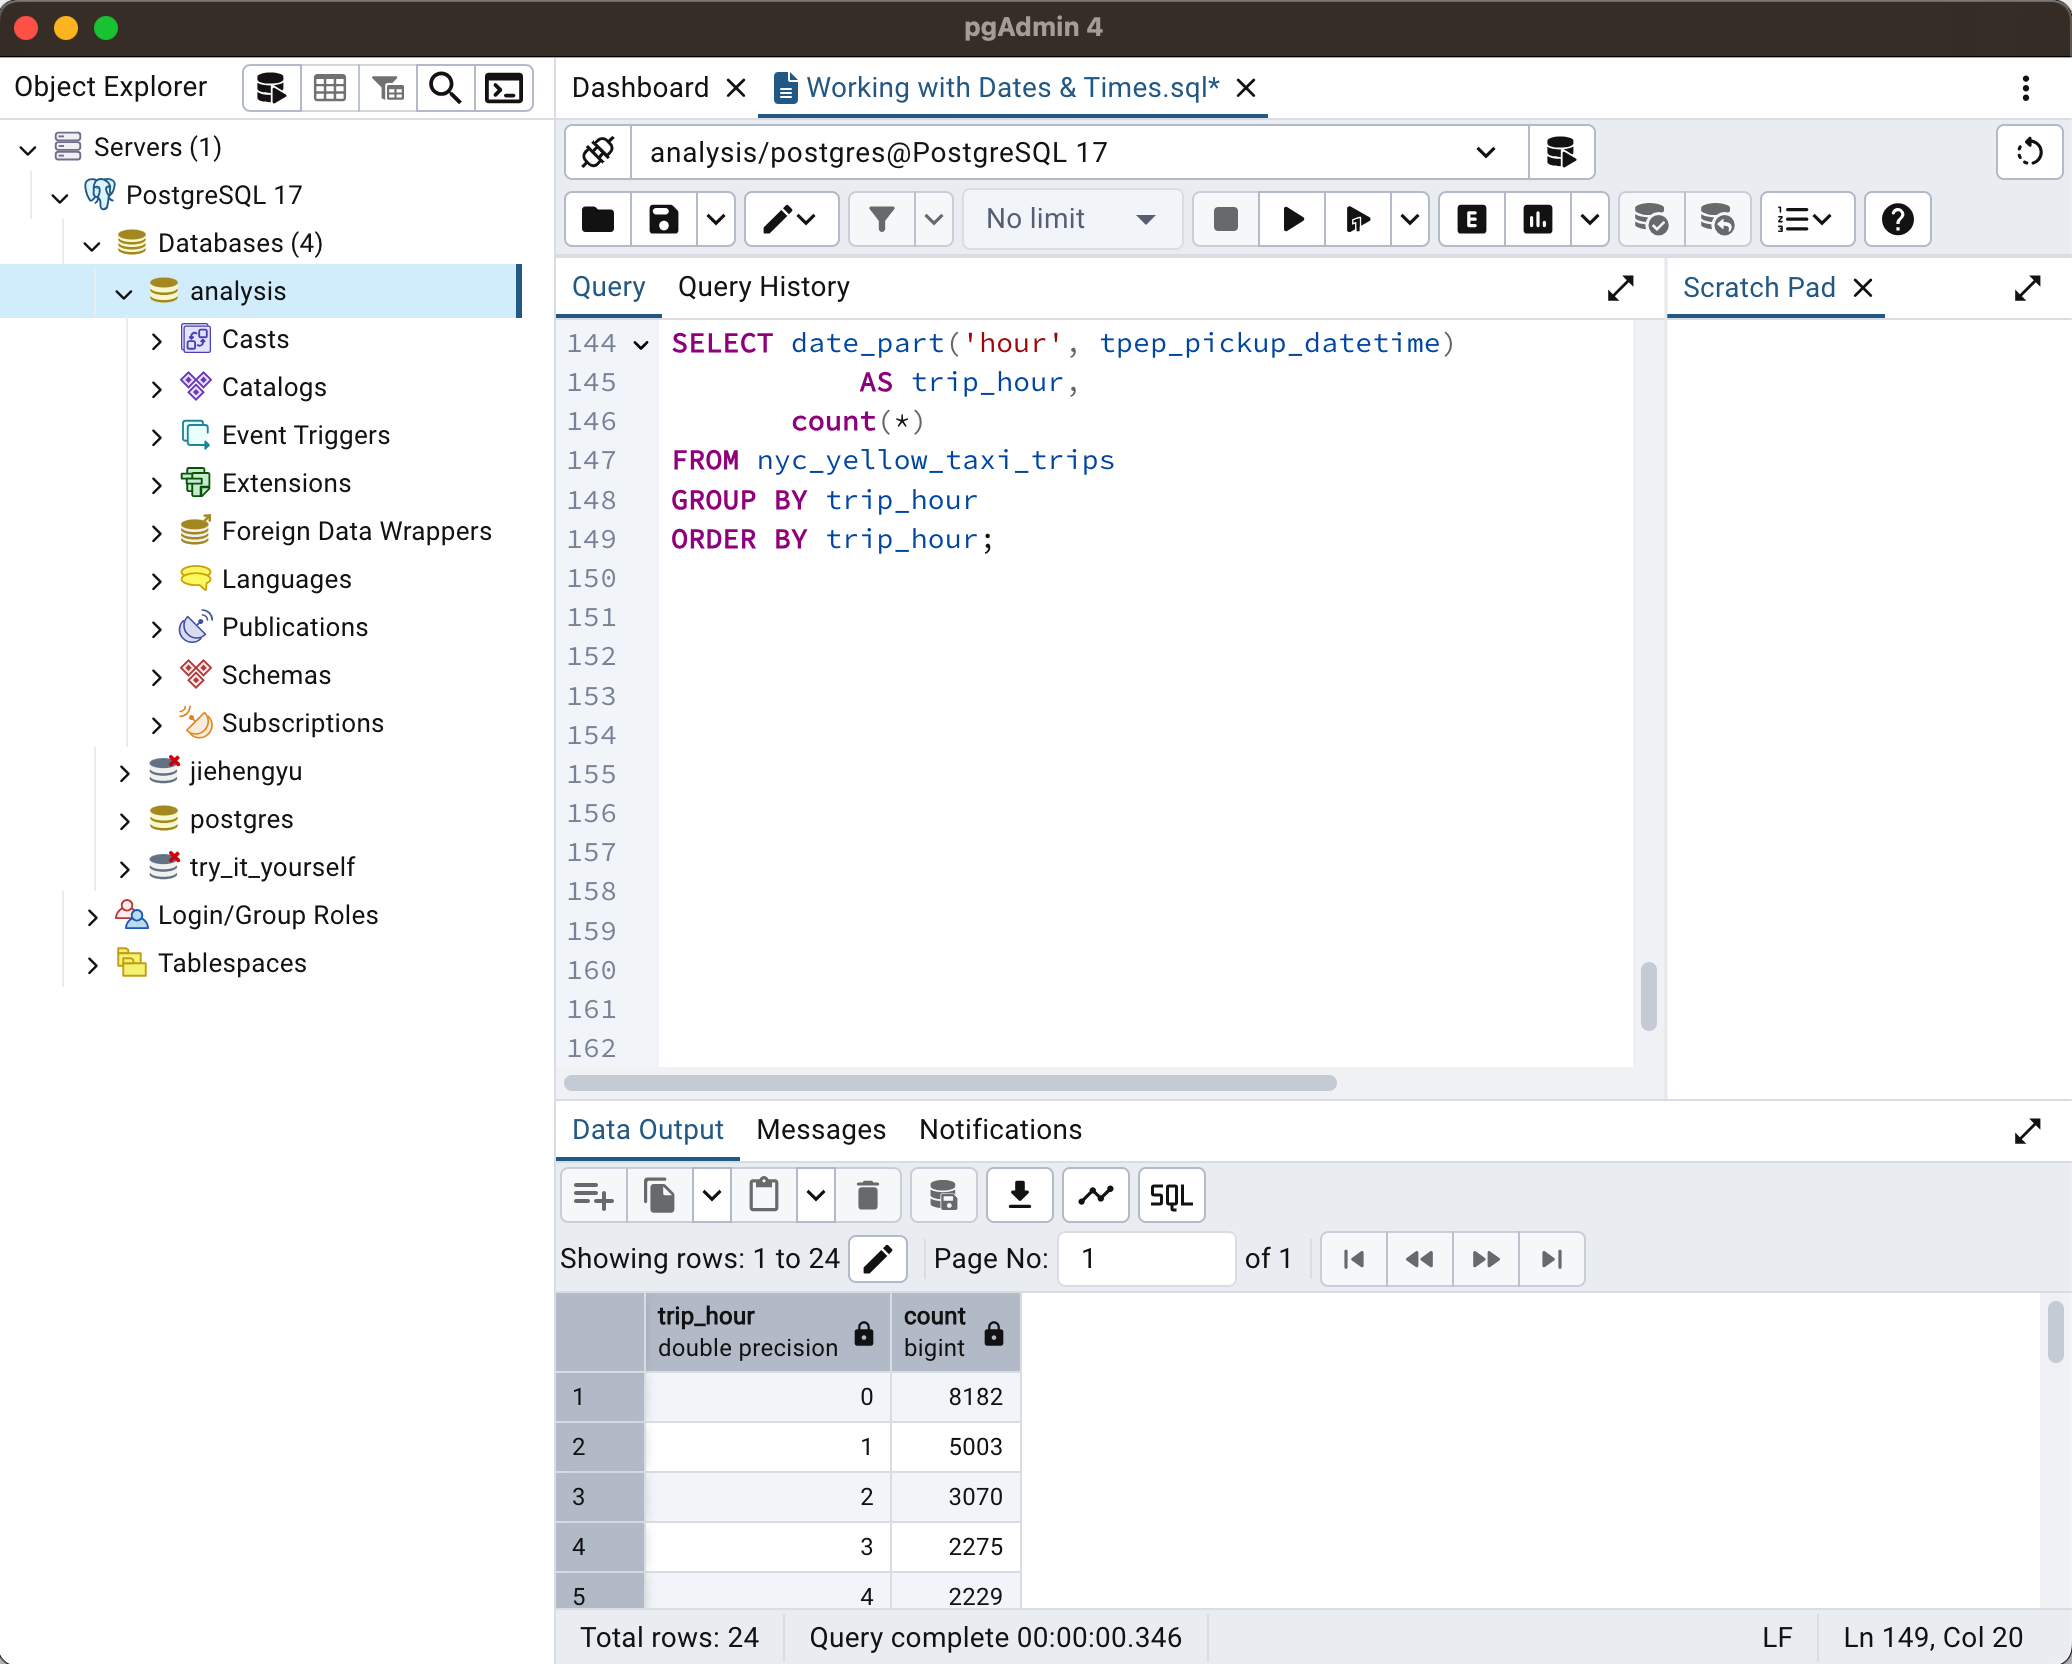 pgAdmin 4
Object Explorer
Servers (1)
PostgreSQL 17
Databases (4)
analysis
Casts
Catalogs
Event Triggers
Extensions
Foreign Data Wrappers
Languages
Publications
Schemas
Subscriptions
jiehengyu
postgres
try_it_yourself
Login/Group Roles
Tablespaces
Dashboard
Working with Dates & Times.sql*
analysis/postgres@PostgreSQL 17
No limit
E
Query
Query History
Scratch Pad
144 SELECT date_part('hour', tpep_pickup_datetime)
145 AS trip_hour,
146 count(*)
147 FROM nyc_yellow_taxi_trips
148 GROUP BY trip_hour
149 ORDER BY trip_hour;
150
151
152
153
154
155
156
157
158
159
160
161
162
Data Output
Messages
Notifications
SQL
Showing rows: 1 to 24
Page No: 1 of 1
trip_hour count
double precision bigint
1 0 8182
2 1 5003
3 2 3070
4 3 2275
5 4 2229
Total rows: 24
Query complete 00:00:00.346
LF
Ln 149, Col 20